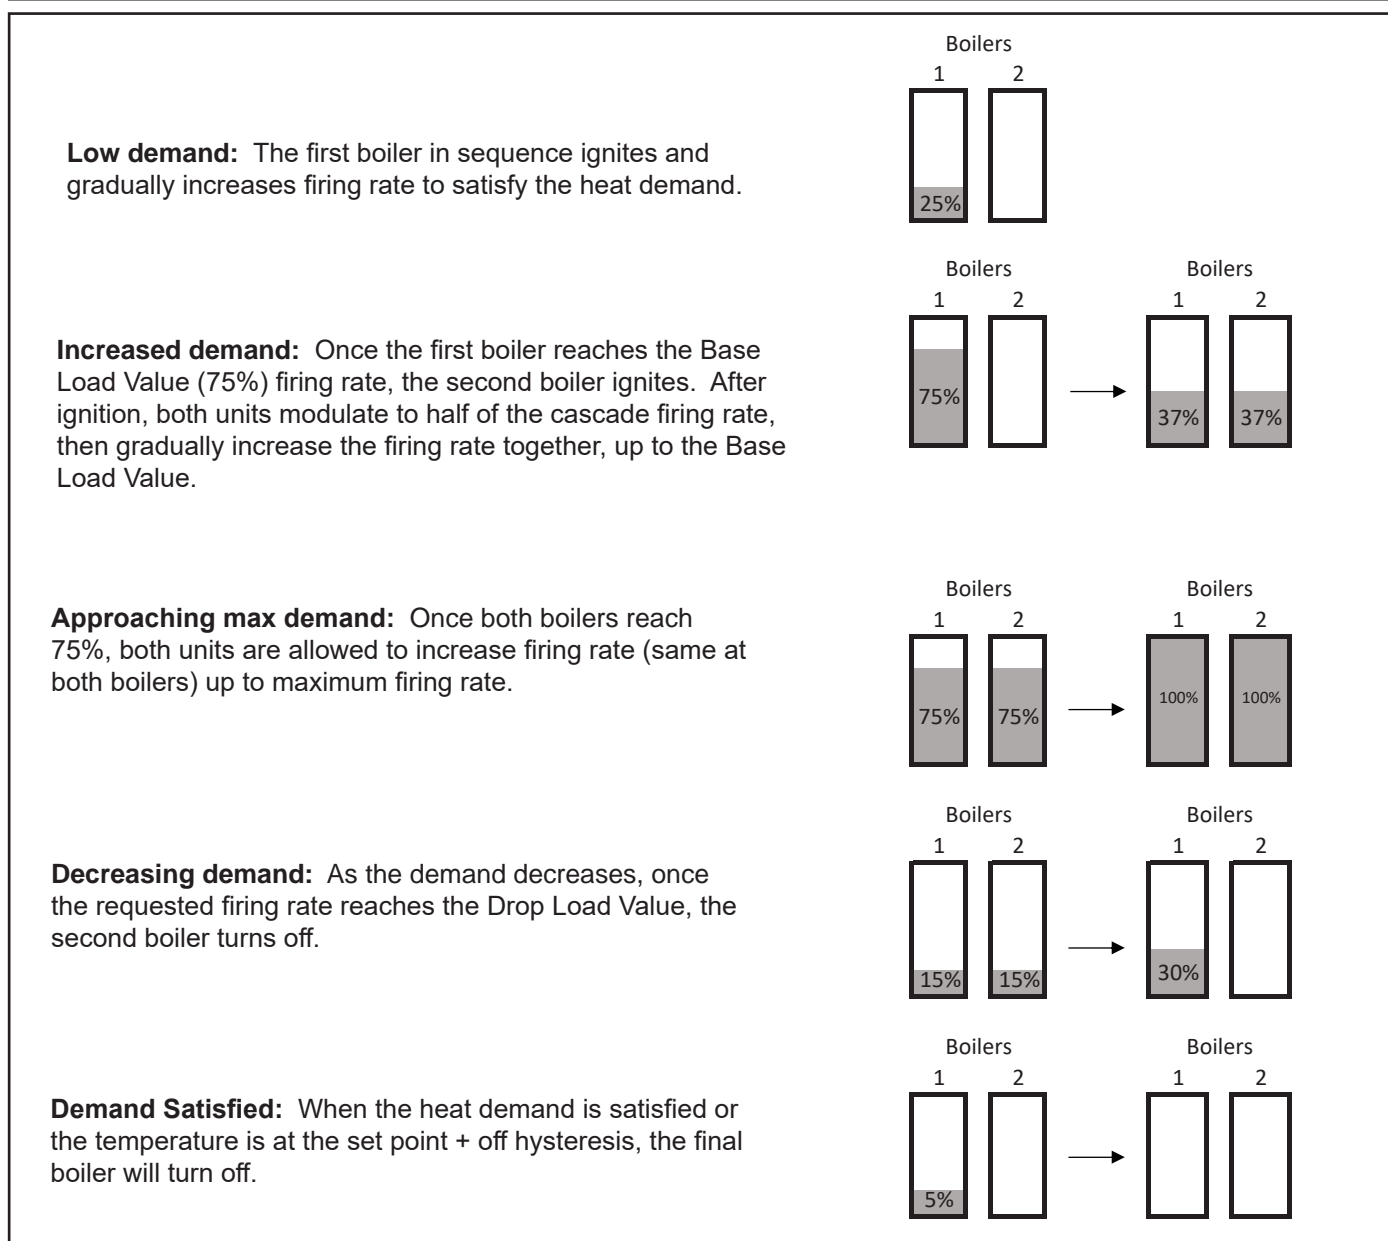 Boilers
1 2
Low demand: The first boiler in sequence ignites and
gradually increases firing rate to satisfy the heat demand.
25%
Boilers Boilers
1 2 1 2
Increased demand: Once the first boiler reaches the Base
Load Value (75%) firing rate, the second boiler ignites. After
ignition, both units modulate to half of the cascade firing rate,
then gradually increase the firing rate together, up to the Base
Load Value.
75% 37% 37%
Boilers Boilers
1 2 1 2
Approaching max demand: Once both boilers reach
75%, both units are allowed to increase firing rate (same at
both boilers) up to maximum firing rate.
75% 75% 100% 100%
Boilers Boilers
1 2 1 2
Decreasing demand: As the demand decreases, once
the requested firing rate reaches the Drop Load Value, the
second boiler turns off.
15% 15% 30%
Boilers Boilers
1 2 1 2
Demand Satisfied: When the heat demand is satisfied or
the temperature is at the set point + off hysteresis, the final
boiler will turn off.
5%